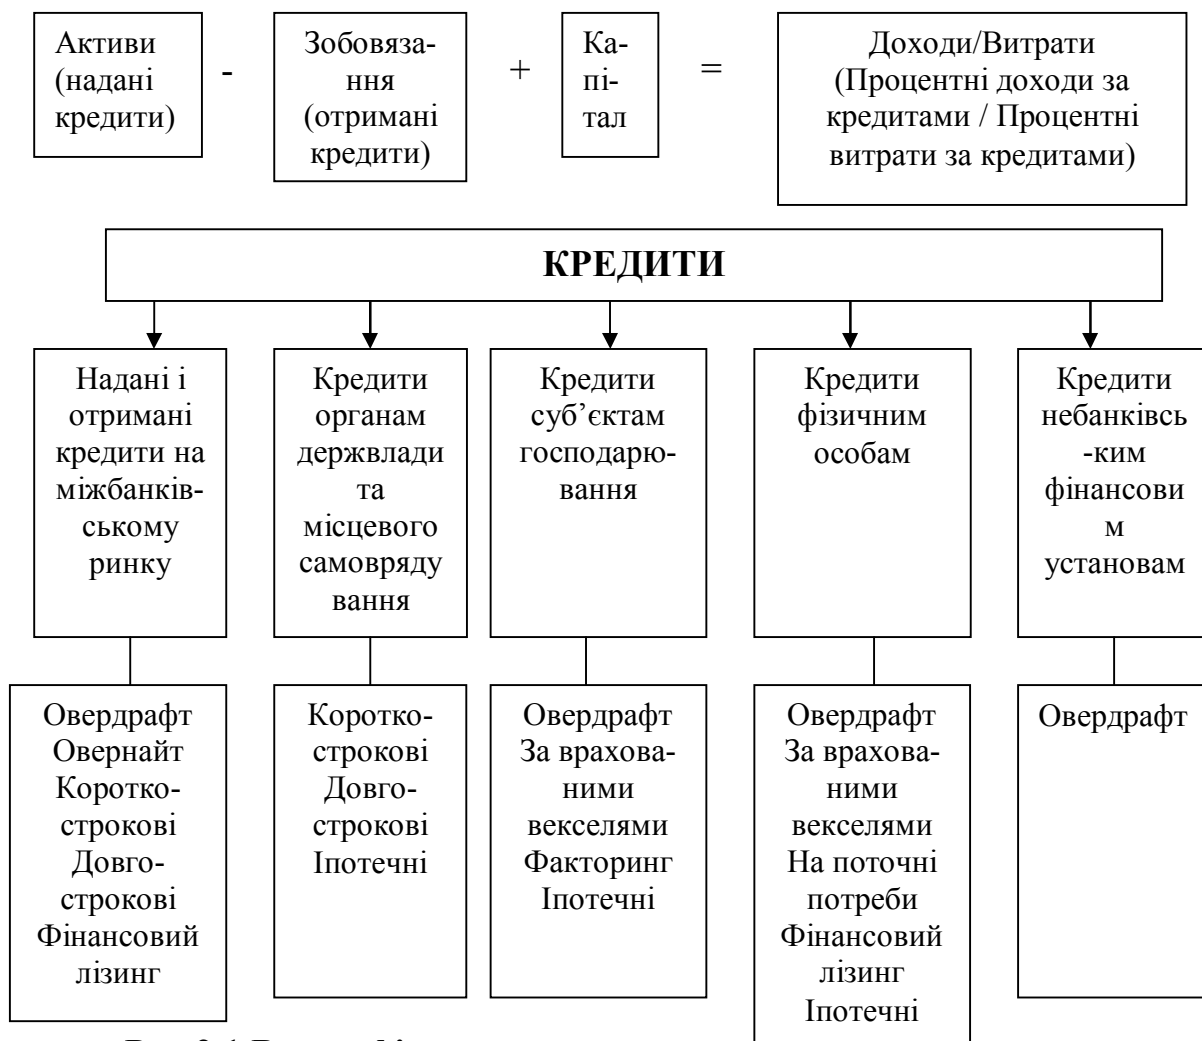 Активи
(надані
кредити)
-
Зобовяза-
ння
(отримані
кредити)
+
Ка-
пі-
тал
=
Доходи/Витрати
(Процентні доходи за
кредитами / Процентні
витрати за кредитами)
КРЕДИТИ
Надані і
отримані
кредити на
міжбанків-
ському
ринку
Кредити
органам
держвлади
та
місцевого
самовряду
вання
Кредити
суб’єктам
господарю-
вання
Кредити
фізичним
особам
Кредити
небанківсь
-ким
фінансови
м
установам
Овердрафт
Овернайт
Коротко-
строкові
Довго-
строкові
Фінансовий
лізинг
Коротко-
строкові
Довго-
строкові
Іпотечні
Овердрафт
За врахова-
ними
векселями
Факторинг
Іпотечні
Овердрафт
За врахова-
ними
векселями
На поточні
потреби
Фінансовий
лізинг
Іпотечні
Овердрафт